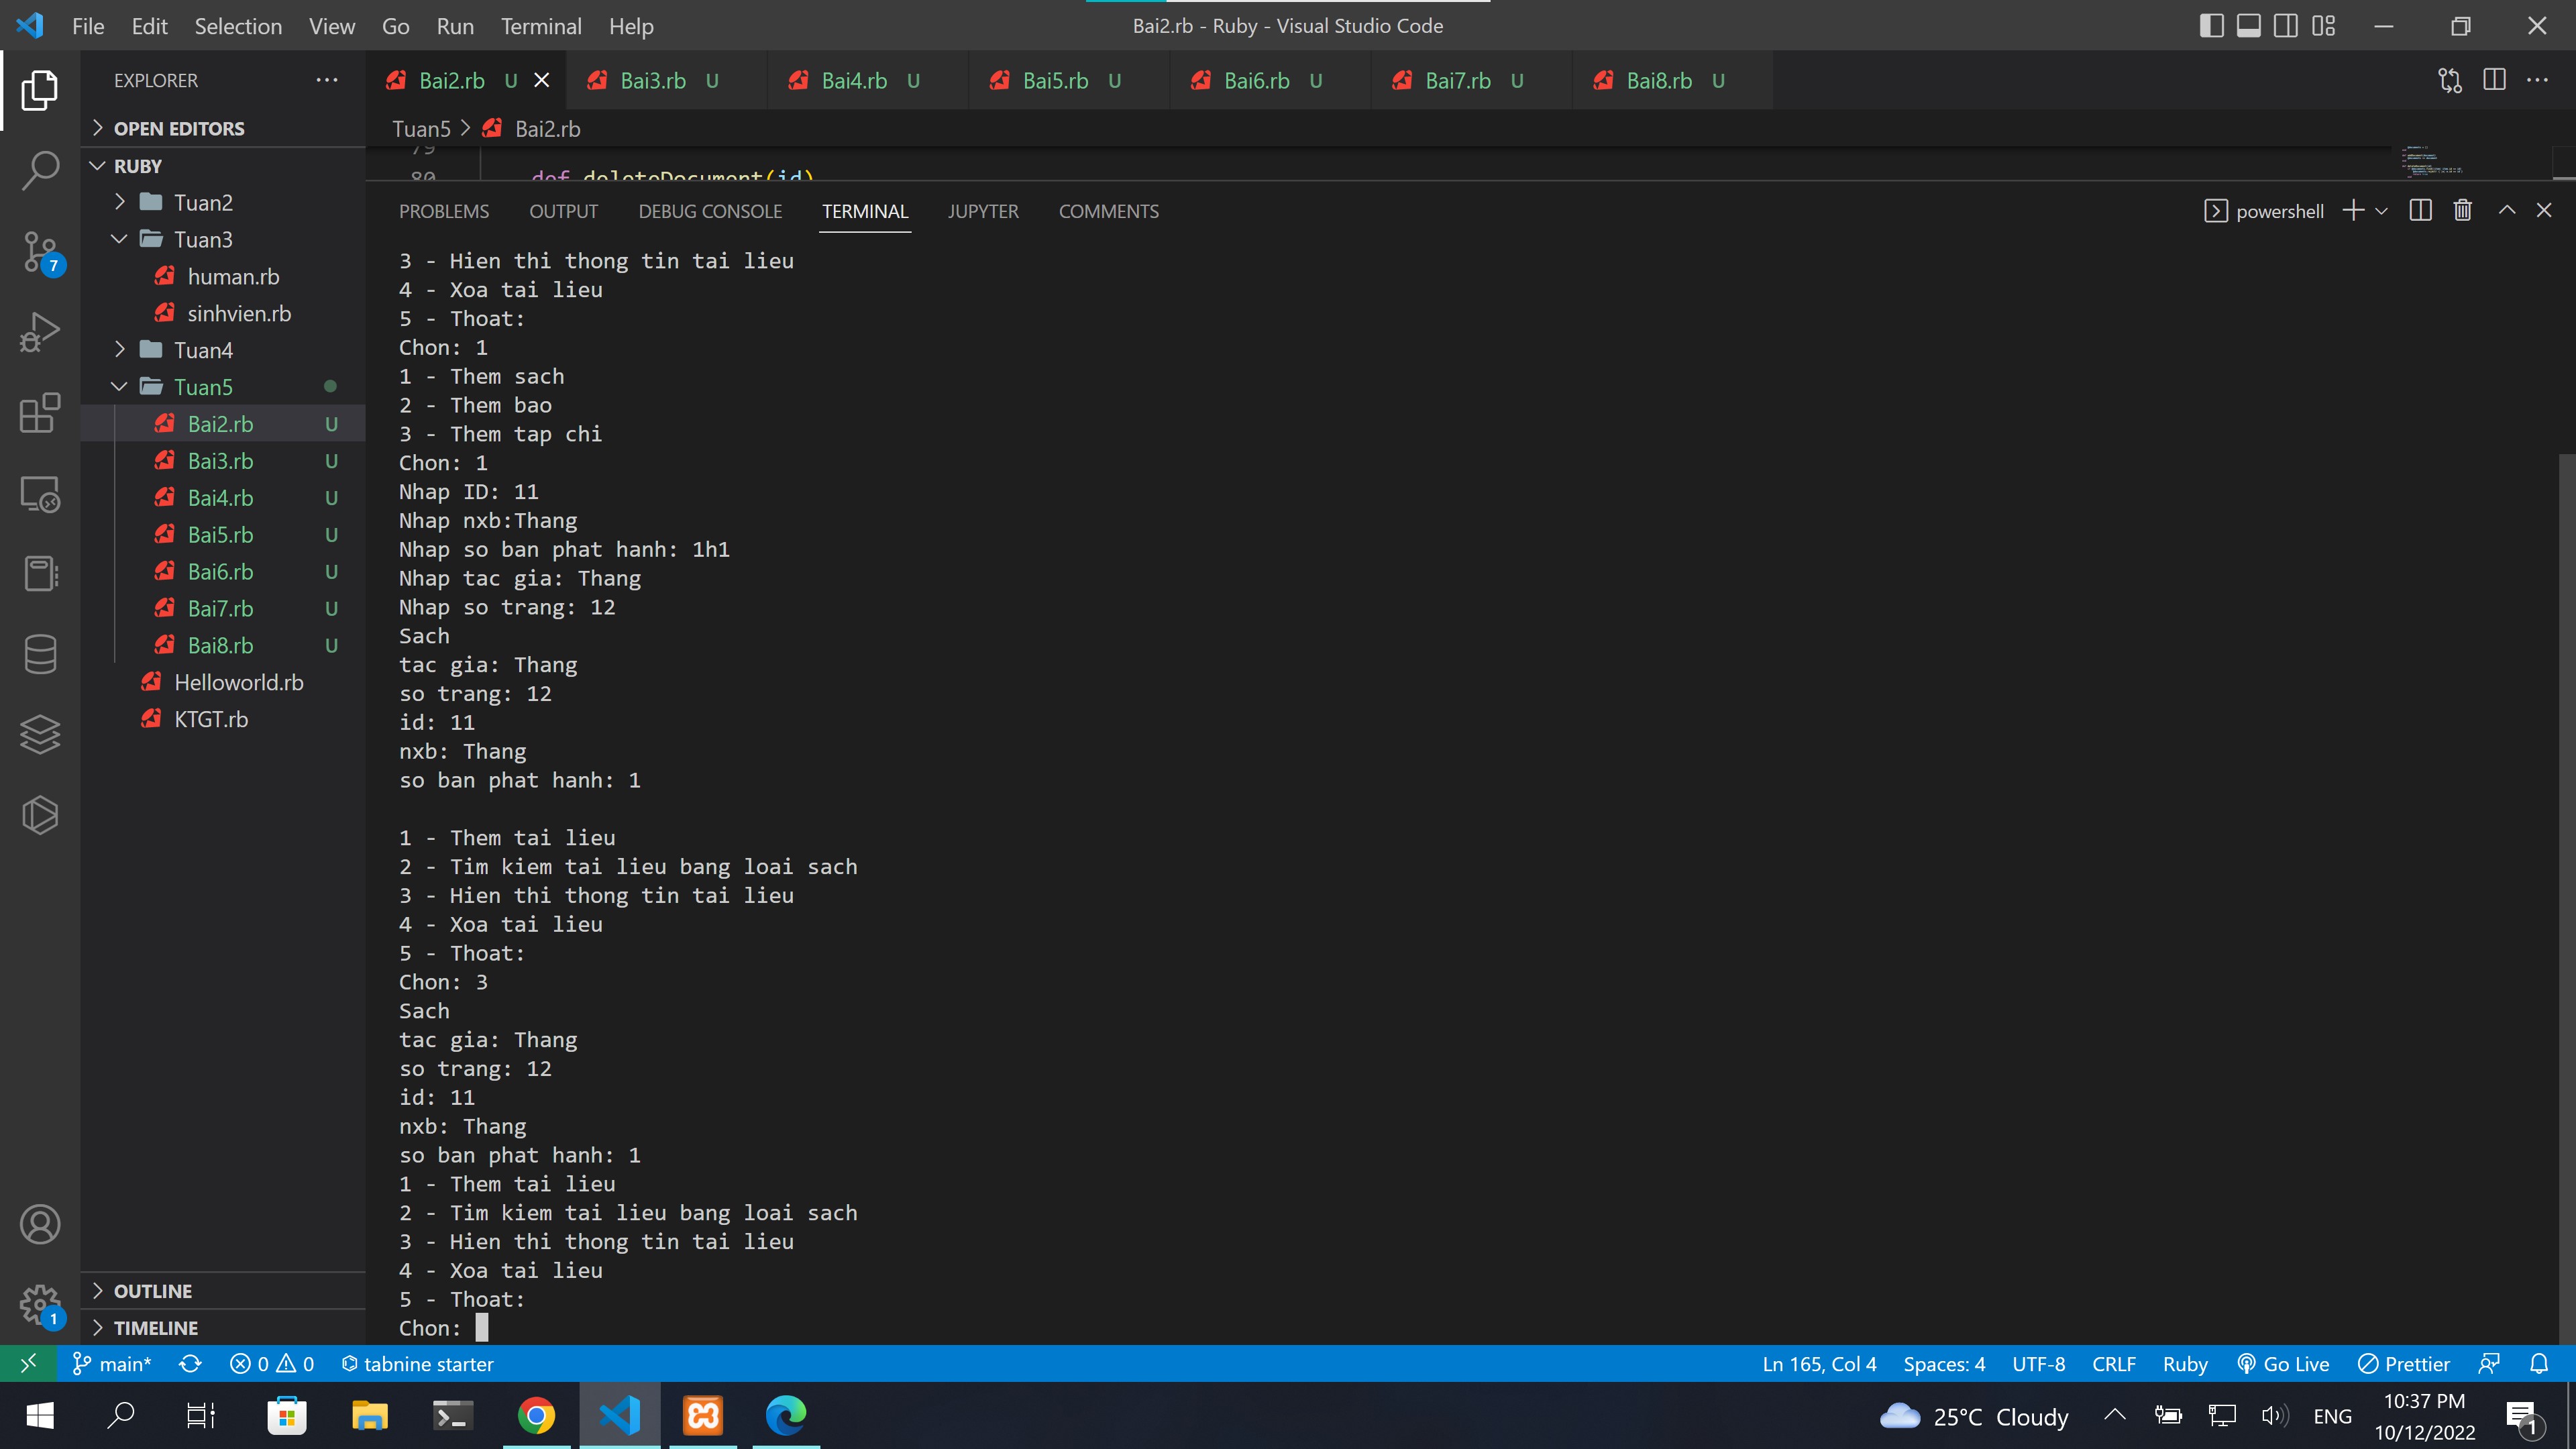 File Edit Selection View Go Run Terminal Help
Bai2.rb - Ruby - Visual Studio Code
EXPLORER
Bai2.rb U Bai3.rb U Bai4.rb U Bai5.rb U Bai6.rb U Bai7.rb U Bai8.rb U
OPEN EDITORS
RUBY
Tuan2
Tuan3
human.rb
sinhvien.rb
Tuan4
Tuan5
Bai2.rb U
Bai3.rb U
Bai4.rb U
Bai5.rb U
Bai6.rb U
Bai7.rb U
Bai8.rb U
Helloworld.rb
KTGT.rb
OUTLINE
TIMELINE
7
1
Tuan5 > Bai2.rb
79
80 def deleteDocument(id)
PROBLEMS OUTPUT DEBUG CONSOLE TERMINAL JUPYTER COMMENTS
powershell
3 - Hien thi thong tin tai lieu
4 - Xoa tai lieu
5 - Thoat:
Chon: 1
1 - Them sach
2 - Them bao
3 - Them tap chi
Chon: 1
Nhap ID: 11
Nhap nxb:Thang
Nhap so ban phat hanh: 1h1
Nhap tac gia: Thang
Nhap so trang: 12
Sach
tac gia: Thang
so trang: 12
id: 11
nxb: Thang
so ban phat hanh: 1
1 - Them tai lieu
2 - Tim kiem tai lieu bang loai sach
3 - Hien thi thong tin tai lieu
4 - Xoa tai lieu
5 - Thoat:
Chon: 3
Sach
tac gia: Thang
so trang: 12
id: 11
nxb: Thang
so ban phat hanh: 1
1 - Them tai lieu
2 - Tim kiem tai lieu bang loai sach
3 - Hien thi thong tin tai lieu
4 - Xoa tai lieu
5 - Thoat:
Chon:
main* 0 0 tabnine starter
Ln 165, Col 4 Spaces: 4 UTF-8 CRLF Ruby Go Live Prettier
25°C Cloudy
ENG
10:37 PM
10/12/2022
1